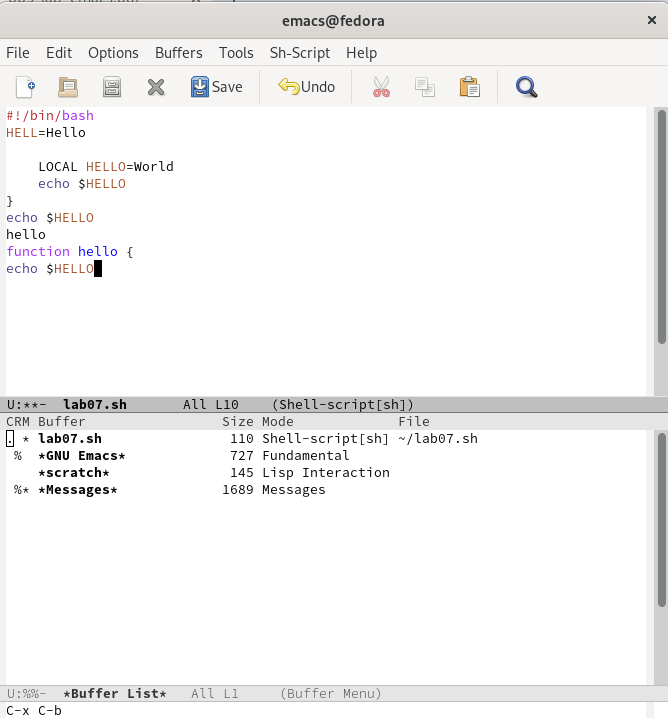 emacs@fedora ×
File Edit Options Buffers Tools Sh-Script Help
Save Undo
#!/bin/bash
HELL=Hello
LOCAL HELLO=World
echo $HELLO
}
echo $HELLO
hello
function hello {
echo $HELLO
U:**- lab07.sh All L10 (Shell-script[sh])
CRM Buffer Size Mode File
. * lab07.sh 110 Shell-script[sh] ~/lab07.sh
% *GNU Emacs* 727 Fundamental
*scratch* 145 Lisp Interaction
%* *Messages* 1689 Messages
U:%%- *Buffer List* All L1 (Buffer Menu)
C-x C-b